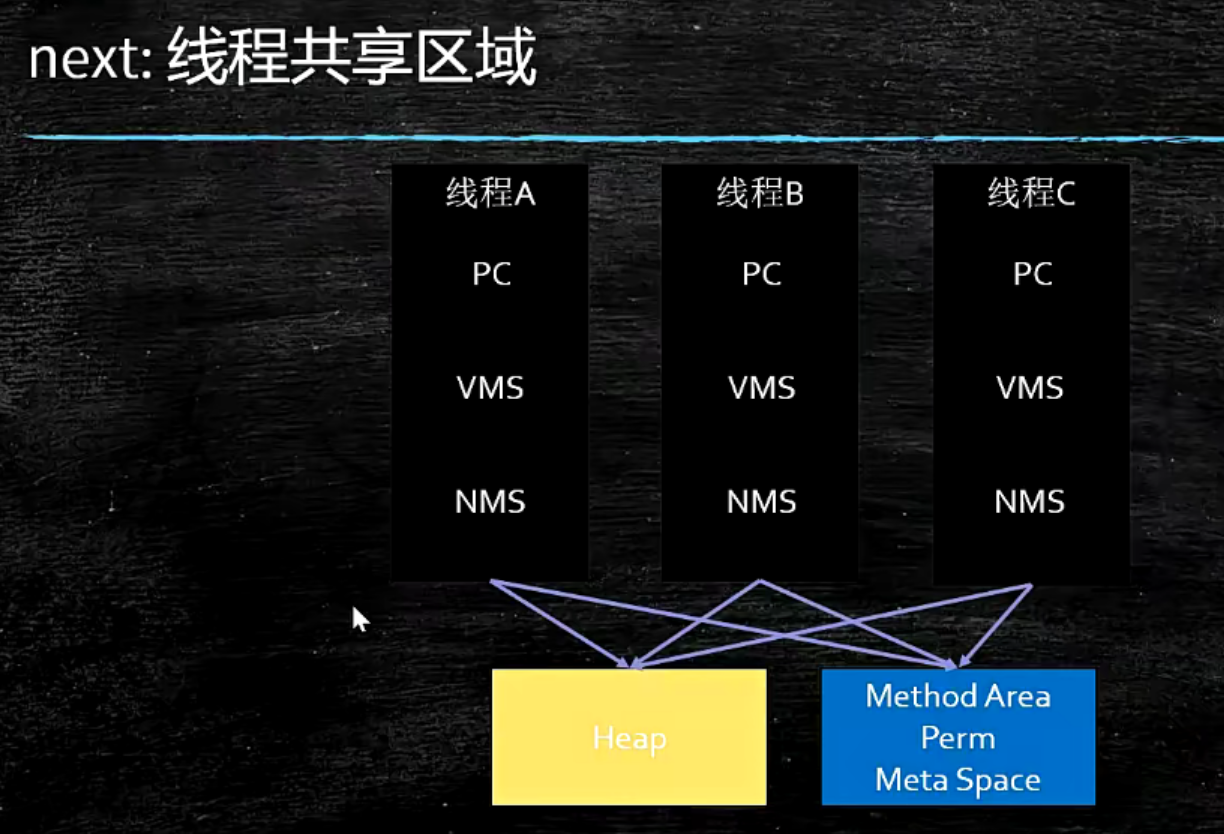 next: 线程共享区域
线程A
线程B
线程C
PC
PC
PC
VMS
VMS
VMS
NMS
NMS
NMS
Heap
Method Area
Perm
Meta Space